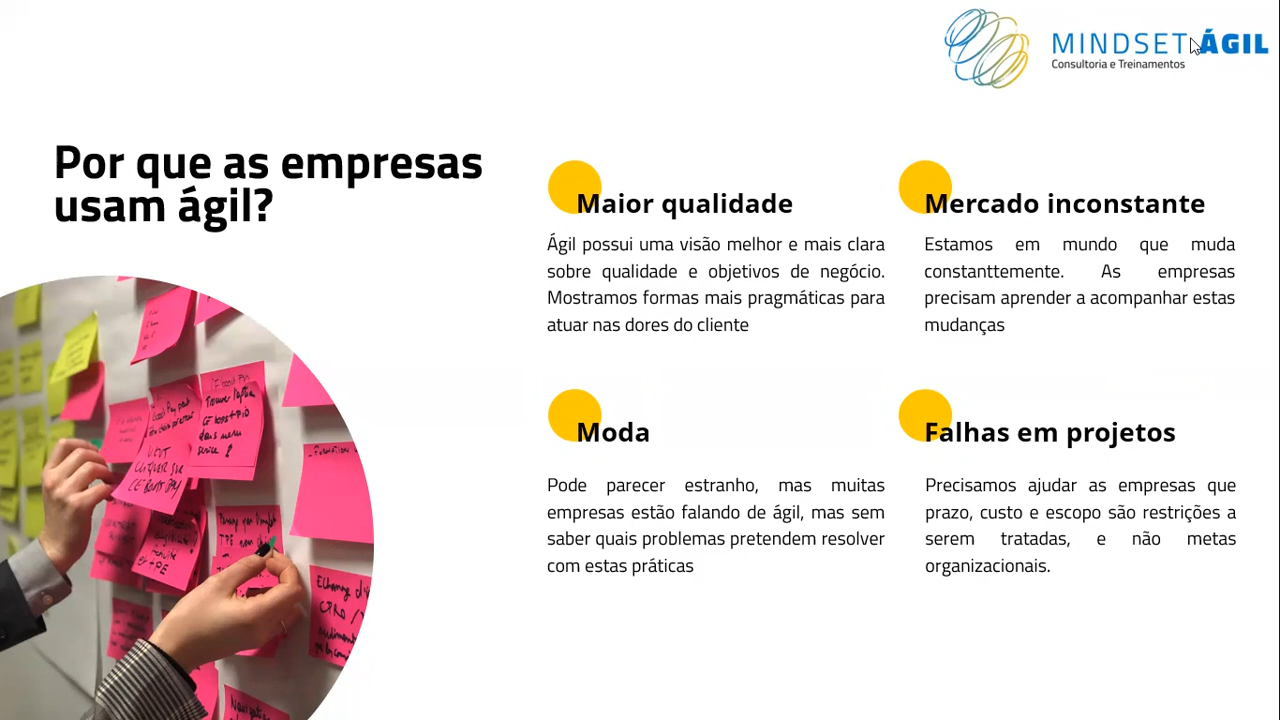 MINDSET ÁGIL
Consultoria e Treinamentos
Por que as empresas
usam ágil?
Maior qualidade
Ágil possui uma visão melhor e mais clara
sobre qualidade e objetivos de negócio.
Mostramos formas mais pragmáticas para
atuar nas dores do cliente
Mercado inconstante
Estamos em mundo que muda
constanttemente. As empresas
precisam aprender a acompanhar estas
mudanças
Moda
Pode parecer estranho, mas muitas
empresas estão falando de ágil, mas sem
saber quais problemas pretendem resolver
com estas práticas
Falhas em projetos
Precisamos ajudar as empresas que
prazo, custo e escopo são restrições a
serem tratadas, e não metas
organizacionais.